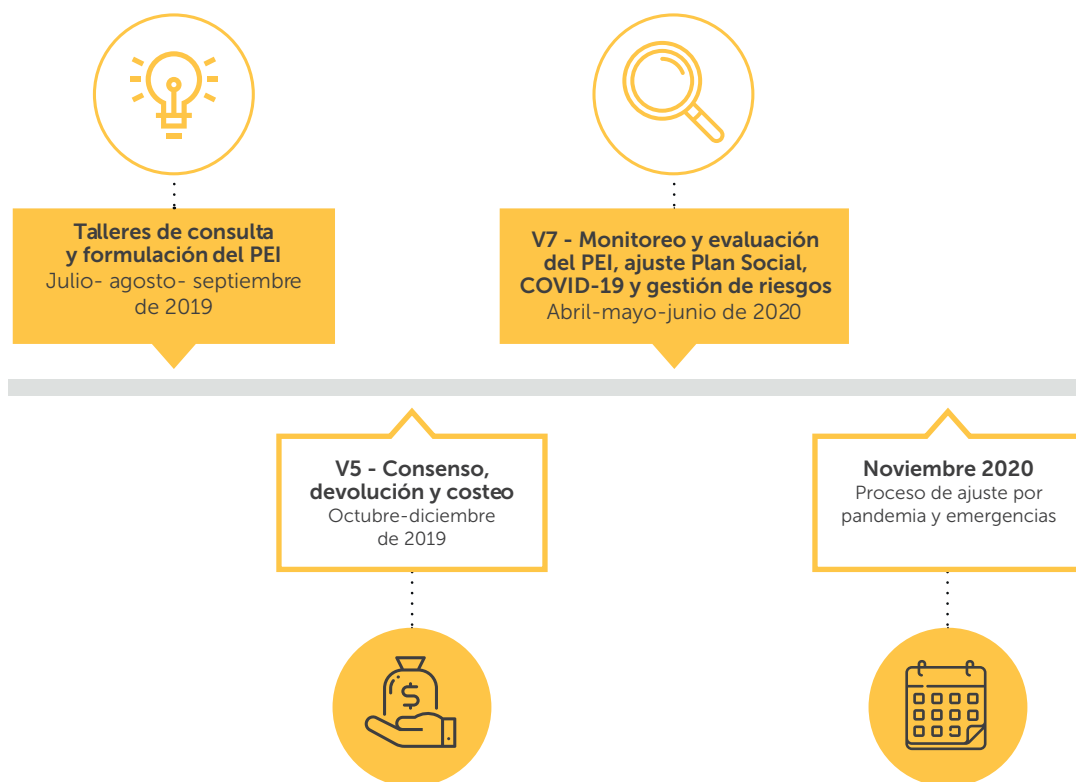 Talleres de consulta
y formulación del PEI
Julio- agosto- septiembre
de 2019
V7 - Monitoreo y evaluación
del PEI, ajuste Plan Social,
COVID-19 y gestión de riesgos
Abril-mayo-junio de 2020
V5 - Consenso,
devolución y costeo
Octubre-diciembre
de 2019
$
Noviembre 2020
Proceso de ajuste por
pandemia y emergencias